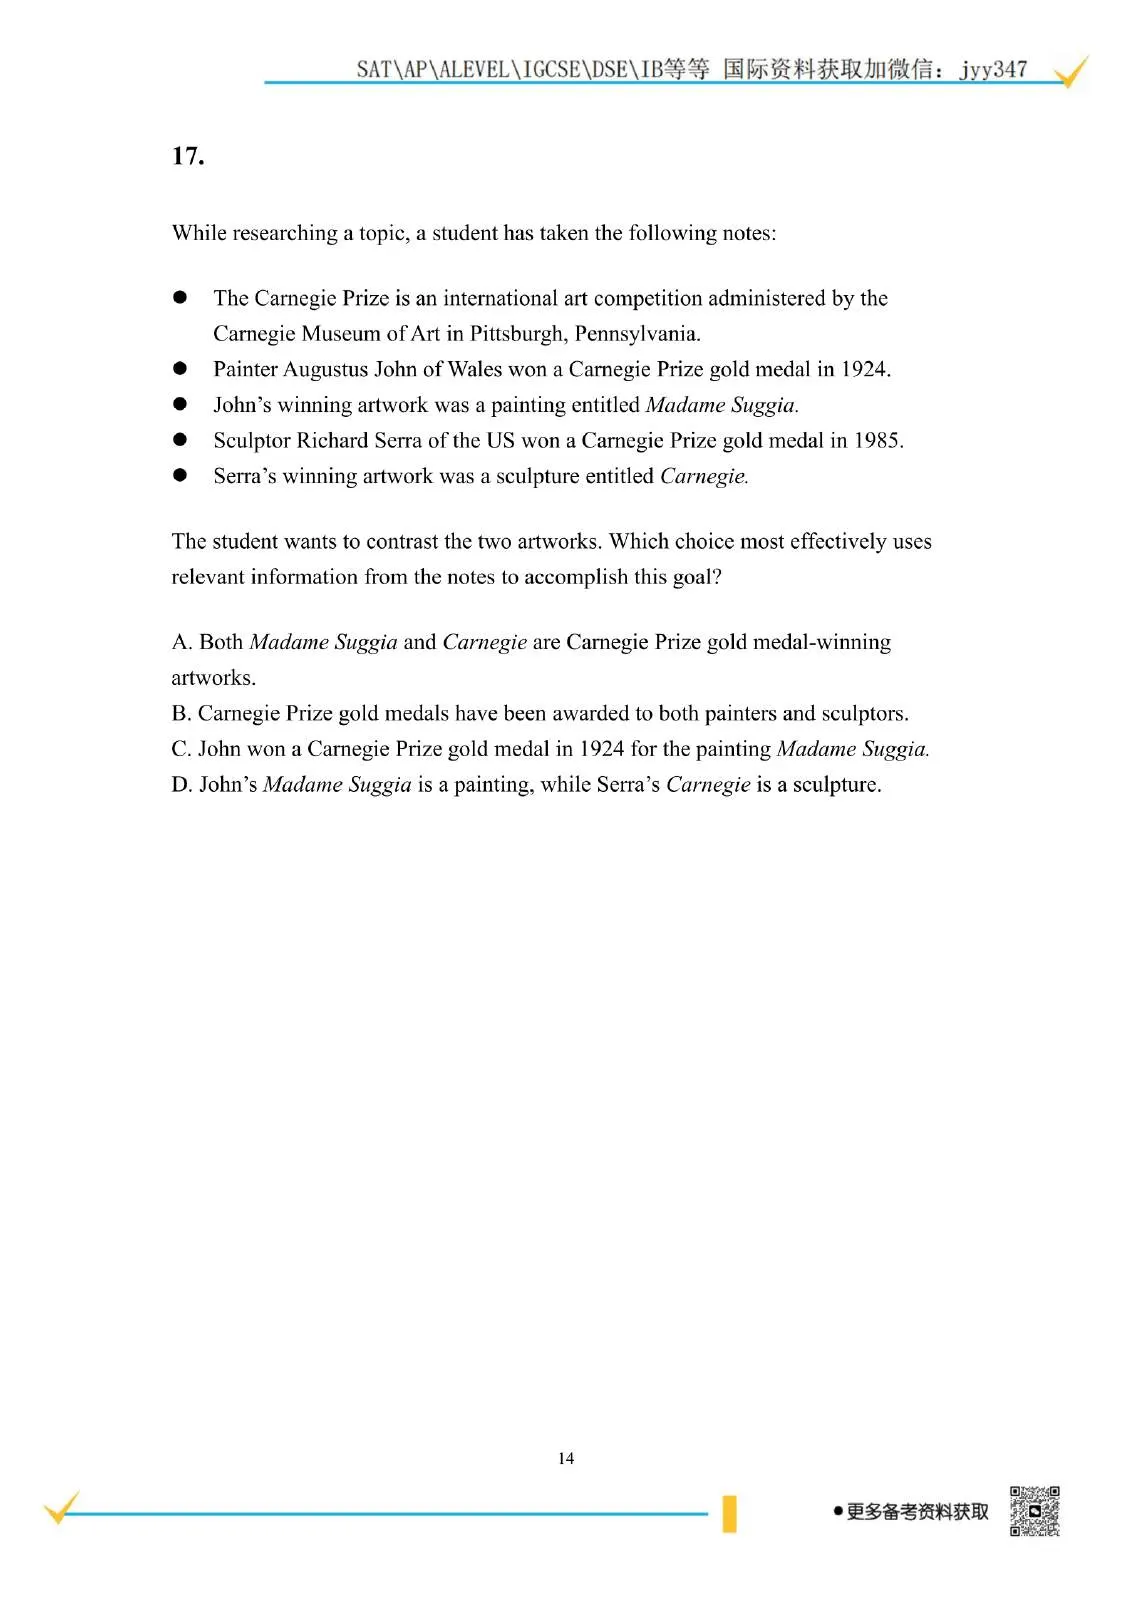 SAT\AP\ALEVEL\IGCSE\DSE\IB等等 国际资料获取加微信：jyy347
17.
While researching a topic, a student has taken the following notes:
● The Carnegie Prize is an international art competition administered by the
Carnegie Museum of Art in Pittsburgh, Pennsylvania.
● Painter Augustus John of Wales won a Carnegie Prize gold medal in 1924.
● John’s winning artwork was a painting entitled Madame Suggia.
● Sculptor Richard Serra of the US won a Carnegie Prize gold medal in 1985.
● Serra’s winning artwork was a sculpture entitled Carnegie.
The student wants to contrast the two artworks. Which choice most effectively uses
relevant information from the notes to accomplish this goal?
A. Both Madame Suggia and Carnegie are Carnegie Prize gold medal-winning
artworks.
B. Carnegie Prize gold medals have been awarded to both painters and sculptors.
C. John won a Carnegie Prize gold medal in 1924 for the painting Madame Suggia.
D. John’s Madame Suggia is a painting, while Serra’s Carnegie is a sculpture.
14
●更多备考资料获取